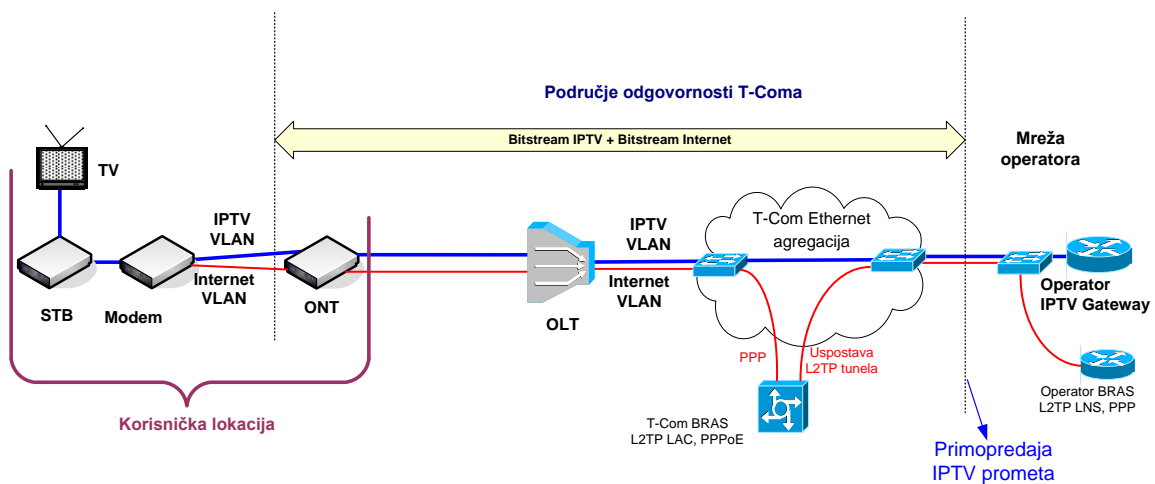 Područje odgovornosti T-Coma
Bitstream IPTV + Bitstream Internet
Mreža
operatora
TV
IPTV
VLAN
Internet
VLAN
STB
Modem
ONT
OLT
IPTV
VLAN
Internet
VLAN
T-Com Ethernet
agregacija
Operator
IPTV Gateway
PPP
Uspostava
L2TP tunela
T-Com BRAS
L2TP LAC, PPPoE
Operator BRAS
L2TP LNS, PPP
Korisnička lokacija
Primopredaja
IPTV prometa